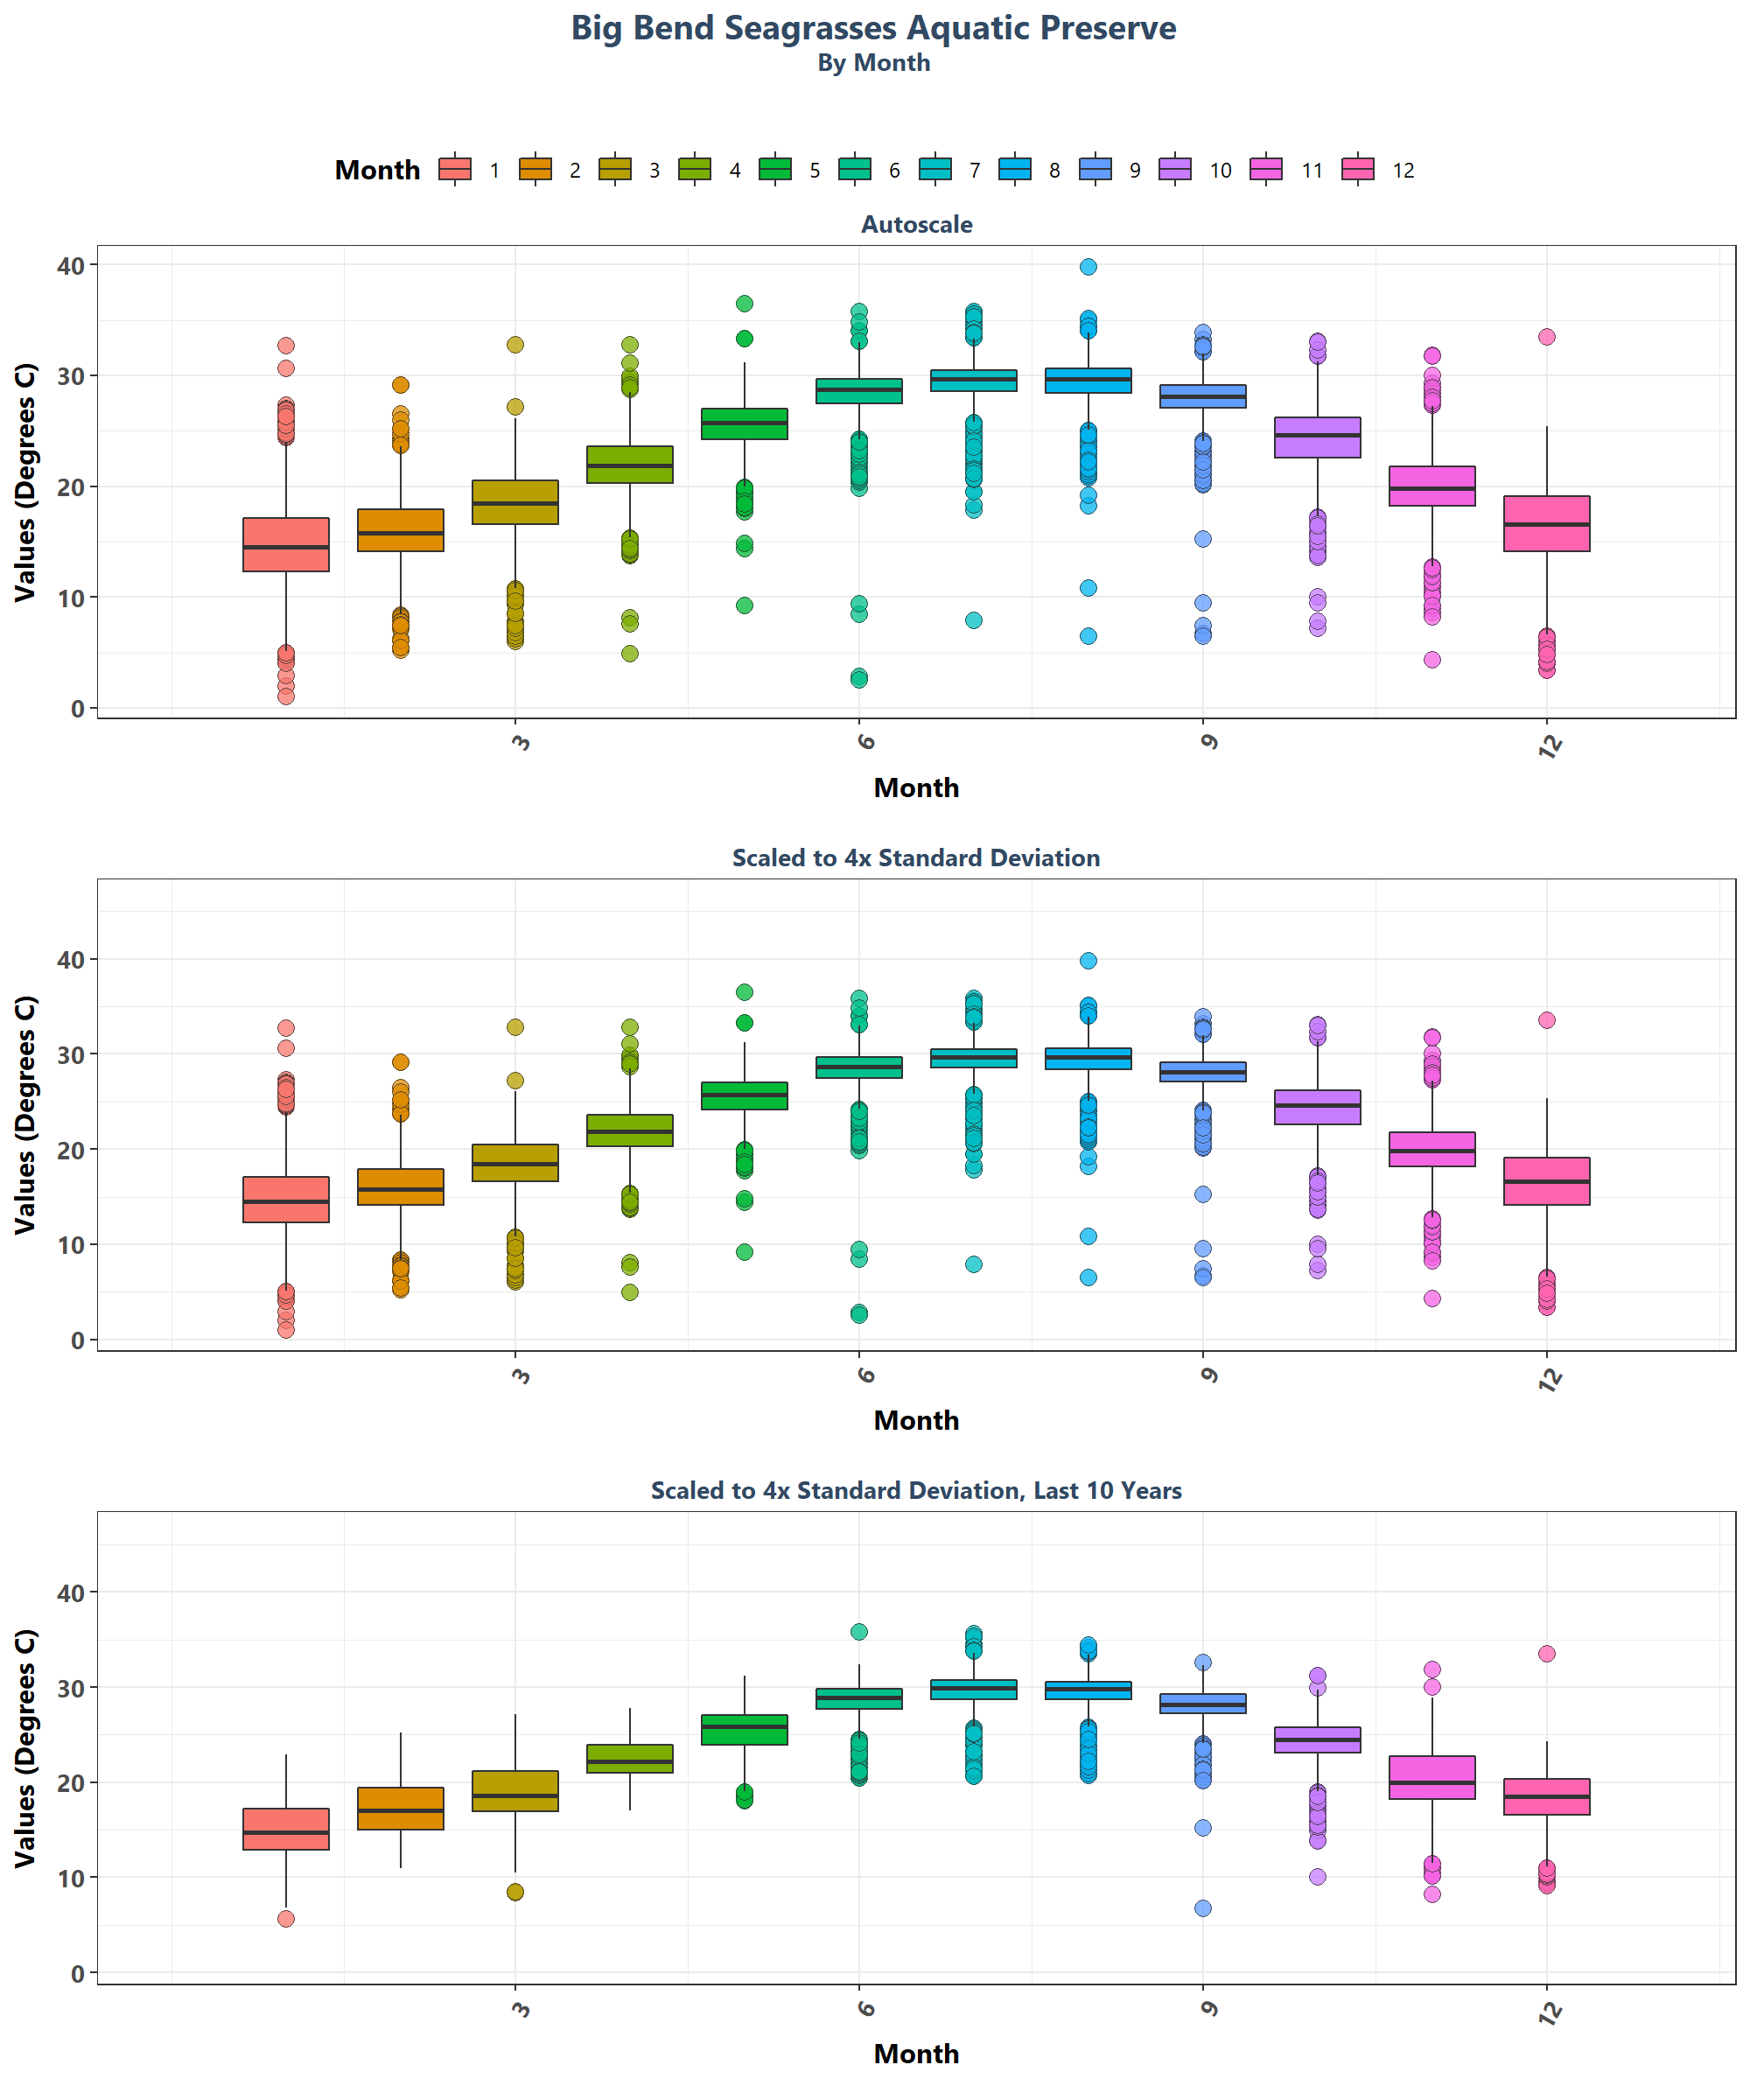 Big Bend Seagrasses Aquatic Preserve
By Month
Month 1 2 3 4 5 6 7 8 9 10 11 12
Autoscale
Values (Degrees C)
40
30
20
10
0
3 6 9 12
Month
Scaled to 4x Standard Deviation
Values (Degrees C)
40
30
20
10
0
3 6 9 12
Month
Scaled to 4x Standard Deviation, Last 10 Years
Values (Degrees C)
40
30
20
10
0
3 6 9 12
Month